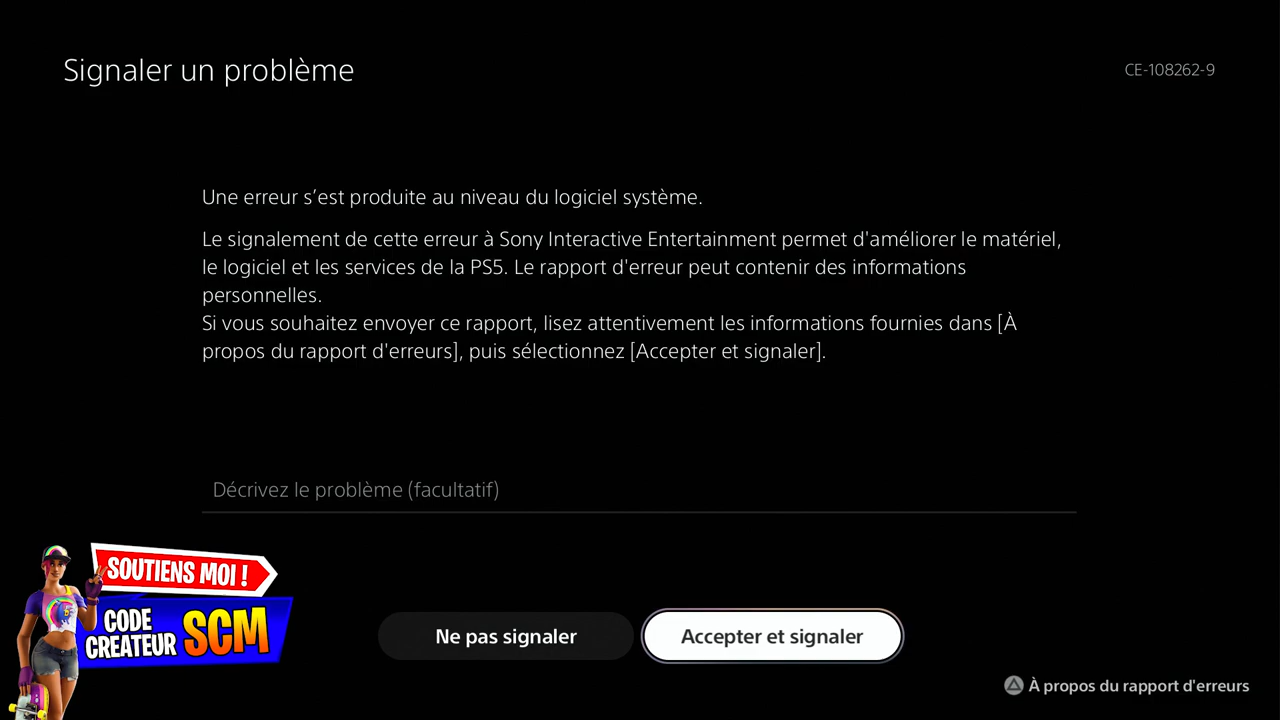 Signaler un problème
CE-108262-9
Une erreur s’est produite au niveau du logiciel système.
Le signalement de cette erreur à Sony Interactive Entertainment permet d'améliorer le matériel,
le logiciel et les services de la PS5. Le rapport d'erreur peut contenir des informations
personnelles.
Si vous souhaitez envoyer ce rapport, lisez attentivement les informations fournies dans [À
propos du rapport d'erreurs], puis sélectionnez [Accepter et signaler].
Décrivez le problème (facultatif)
SOUTIENS MOI !
CODE
CREATEUR SCM
Ne pas signaler
Accepter et signaler
À propos du rapport d'erreurs